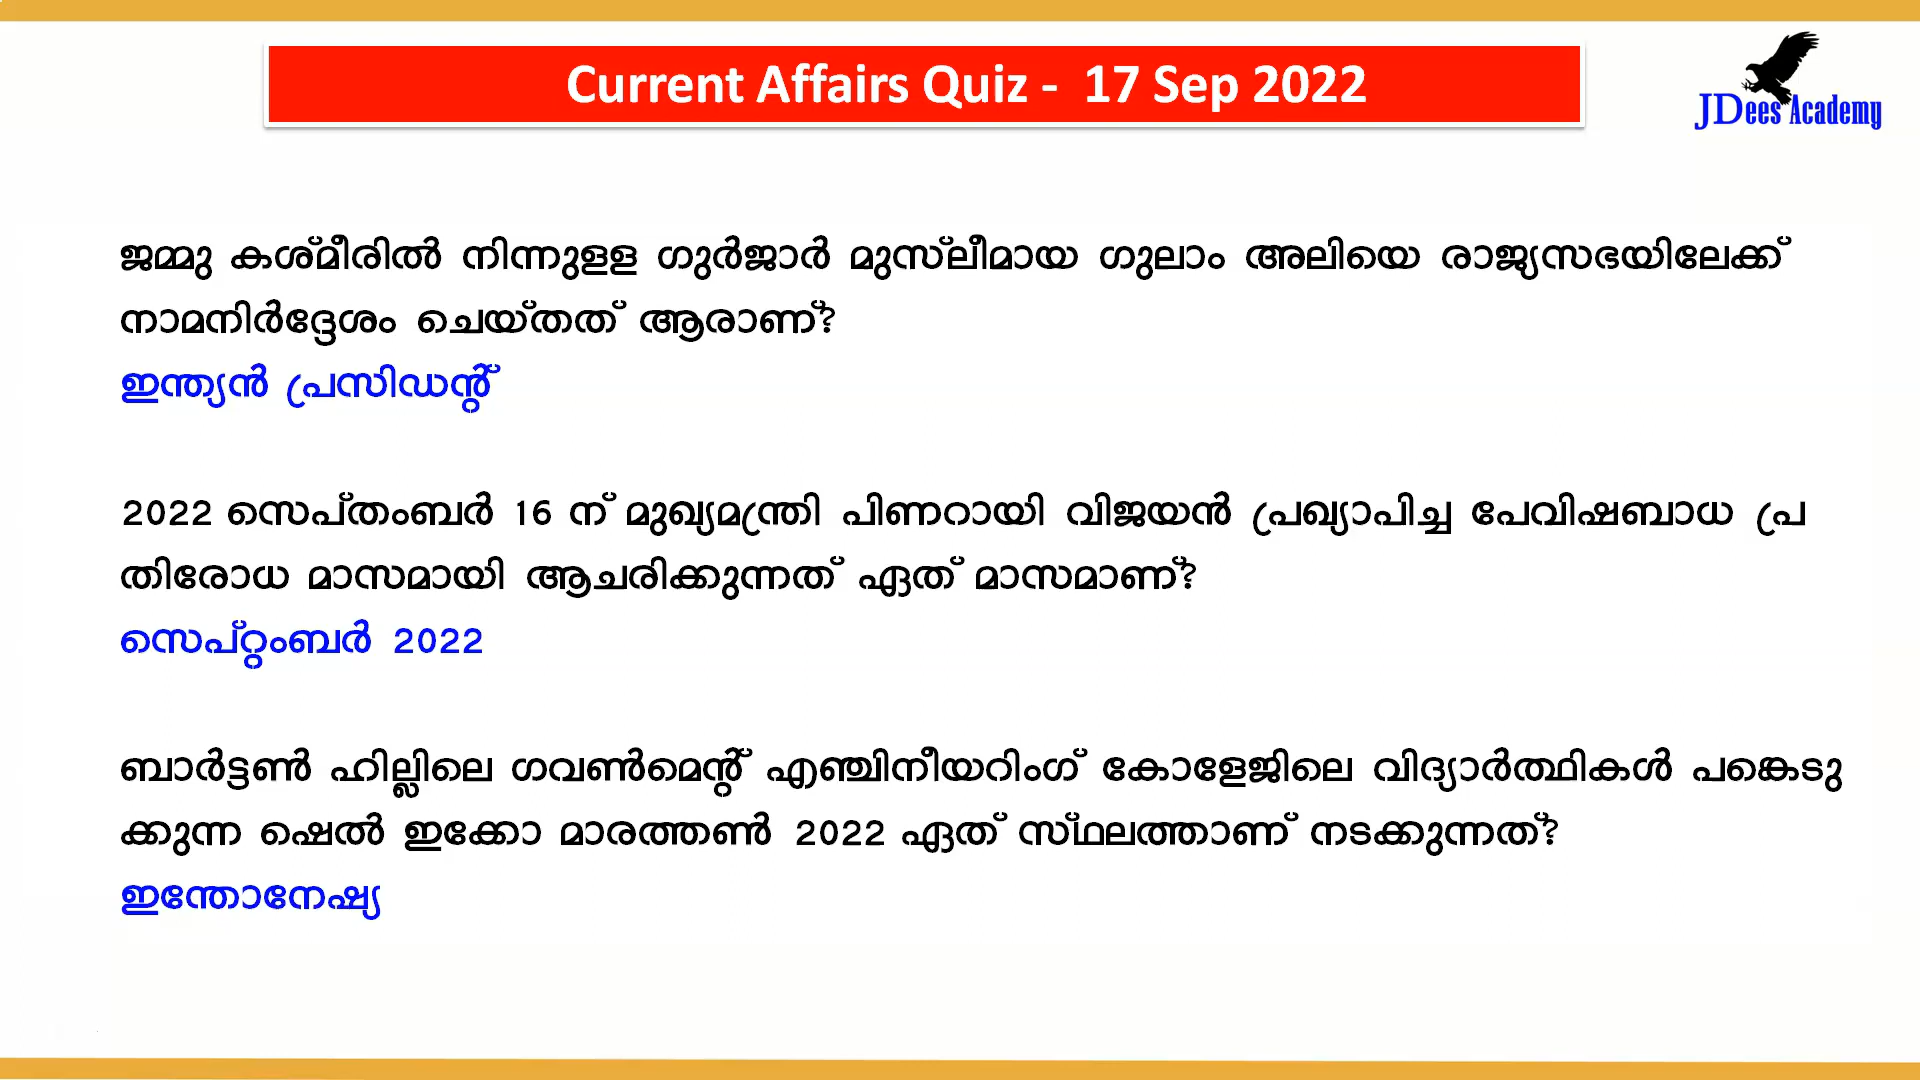 Current Affairs Quiz - 17 Sep 2022
JDees Academy
ജമ്മു കശ്മീരിൽ നിന്നുളള ഗുർജാർ മുസ്ലീമായ ഗുലാം അലിയെ രാജ്യസഭയിലേക്ക്
നാമനിർദ്ദേശം ചെയ്തത് ആരാണ്?
ഇന്ത്യൻ പ്രസിഡന്റ്
2022 സെപ്തംബർ 16 ന് മുഖ്യമന്ത്രി പിണറായി വിജയൻ പ്രഖ്യാപിച്ച പേവിഷബാധ പ്ര
തിരോധ മാസമായി ആചരിക്കുന്നത് ഏത് മാസമാണ്?
സെപ്റ്റംബർ 2022
ബാർട്ടൺ ഹില്ലിലെ ഗവൺമെന്റ് എഞ്ചിനീയറിംഗ് കോളേജിലെ വിദ്യാർത്ഥികൾ പങ്കെടു
ക്കുന്ന ഷെൽ ഇക്കോ മാരത്തൺ 2022 ഏത് സ്ഥലത്താണ് നടക്കുന്നത്?
ഇന്തോനേഷ്യ